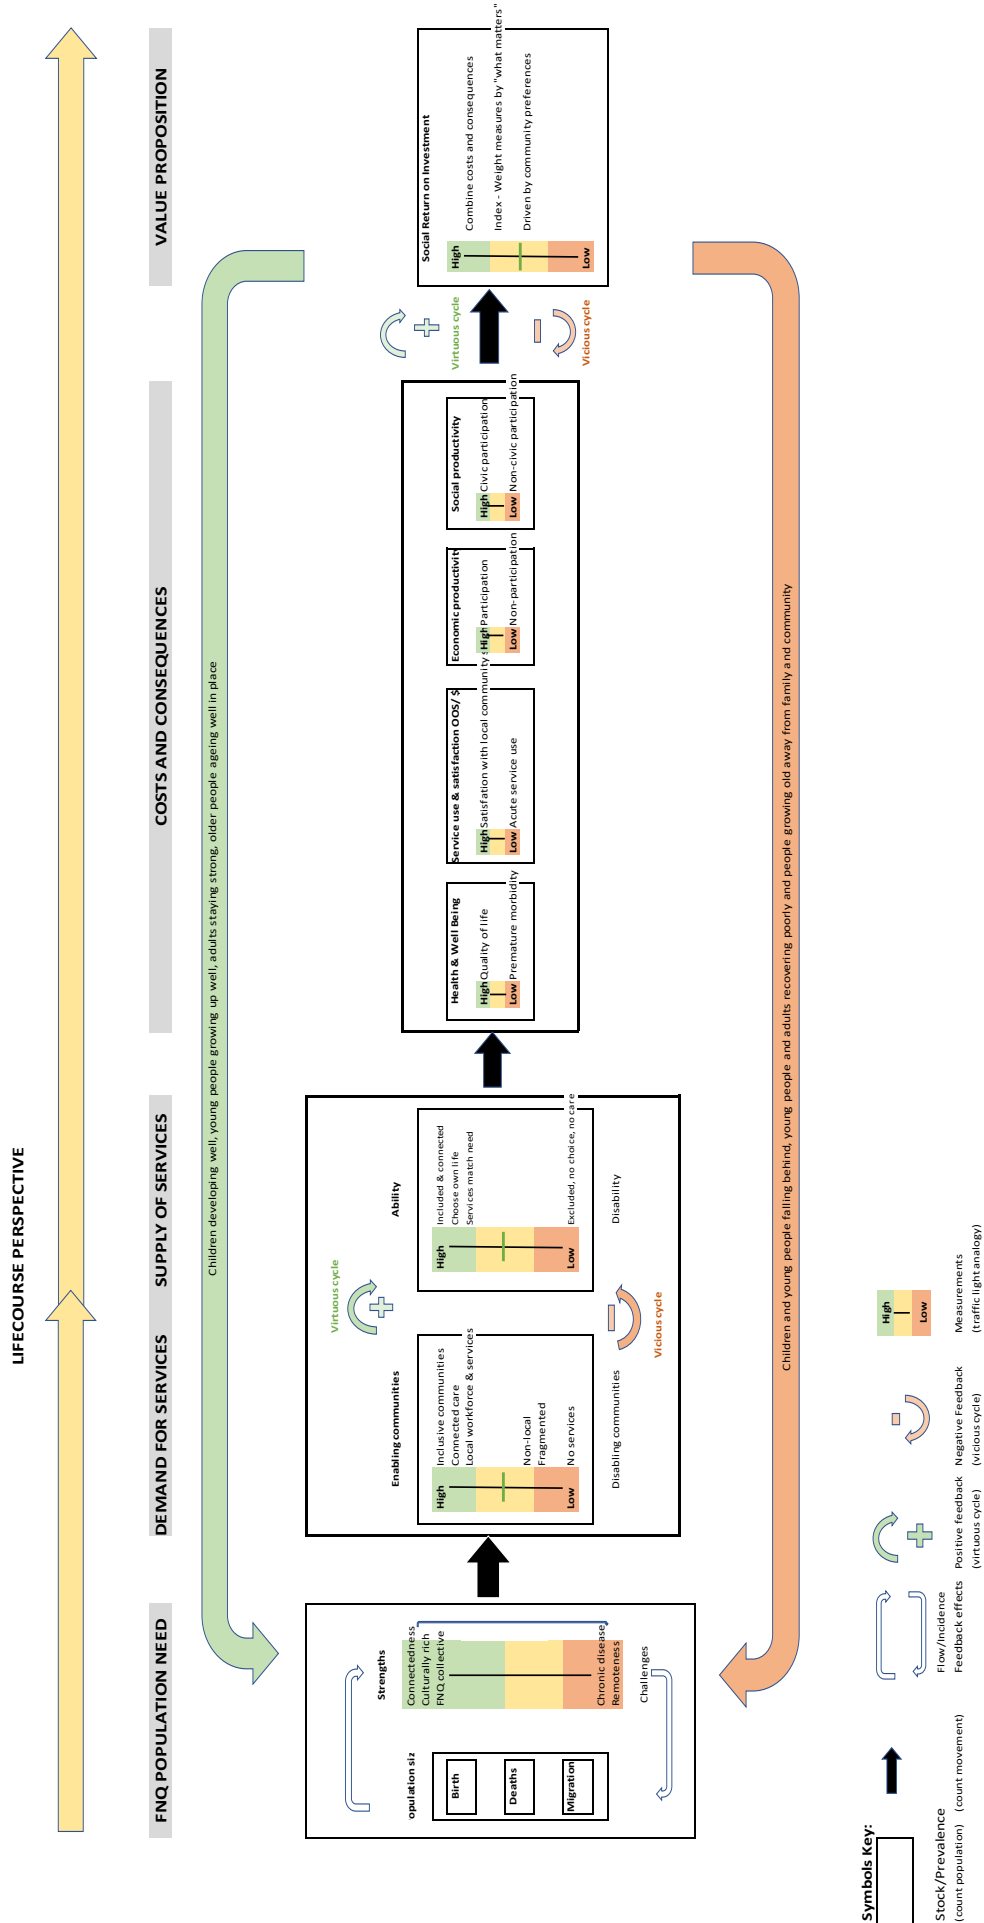 LIFECOURSE PERSPECTIVE
FNQ POPULATION NEED
DEMAND FOR SERVICES
SUPPLY OF SERVICES
COSTS AND CONSEQUENCES
VALUE PROPOSITION
Children developing well, young people growing up well, adults staying strong, older people ageing well in place
opulation siz
Birth
Deaths
Migration
Strengths
Connectedness
Culturally rich
FNQ collective
Chronic disease
Remoteness
Challenges
Enabling communities
High
Inclusive communities
Connected care
Local workforce & services
Non-local
Fragmented
Low
No services
Disabling communities
Virtuous cycle
Vicious cycle
Ability
High
Included & connected
Choose own life
Services match need
Low
Excluded, no choice, no care
Disability
Health & Well Being
High Quality of life
Low Premature morbidity
Service use & satisfaction OOS/ $
High Satisfation with local community s
Low Acute service use
Economic productivity
High Participation
Low Non-participation
Social productivity
High Civic participation
Low Non-civic participation
Virtuous cycle
Vicious cycle
Social Return on Investment
High
Combine costs and consequences
Index - Weight measures by "what matters"
Driven by community preferences
Low
Children and young people falling behind, young people and adults recovering poorly and people growing old away from family and community
Symbols Key:
Stock/Prevalence
(count population)
(count movement)
Flow/Incidence
Feedback effects
Positive feedback
(virtuous cycle)
Negative Feedback
(vicious cycle)
High
Low
Measurements
(traffic light analogy)